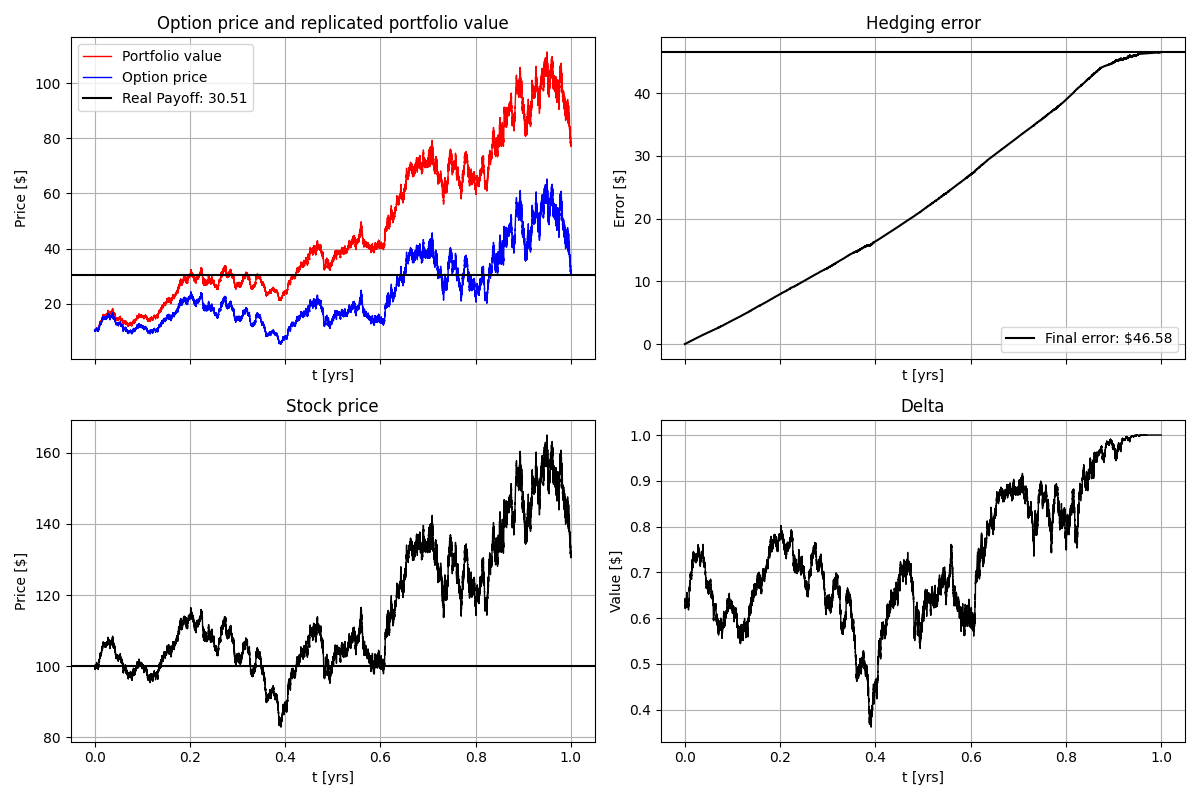 Option price and replicated portfolio value
Portfolio value
Option price
Real Payoff: 30.51
100
80
60
40
20
Price [$]
t [yrs]
Hedging error
40
30
20
10
0
Error [$]
Final error: $46.58
t [yrs]
Stock price
160
140
120
100
80
Price [$]
0.0 0.2 0.4 0.6 0.8 1.0
t [yrs]
Delta
1.0
0.9
0.8
0.7
0.6
0.5
0.4
Value [$]
0.0 0.2 0.4 0.6 0.8 1.0
t [yrs]